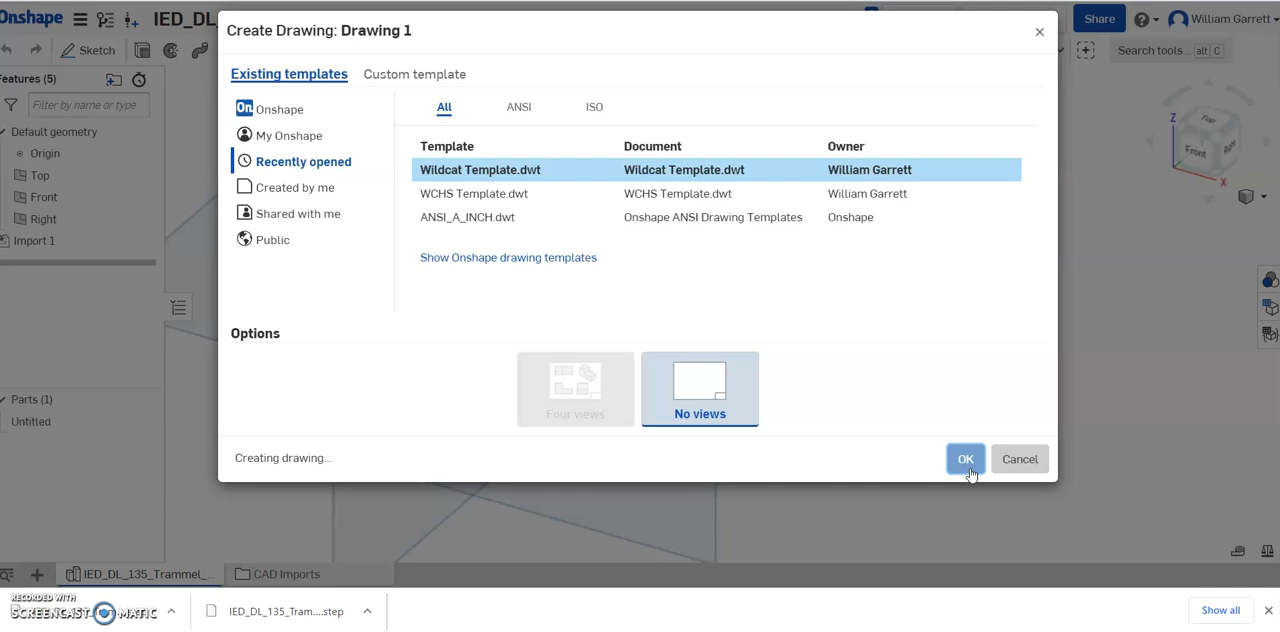 Onshape
IED_DL_
Share
William Garrett
Sketch
Search tools... alt C
Features (5)
Filter by name or type
Default geometry
Origin
Top
Front
Right
Import 1
Parts (1)
Untitled
Create Drawing: Drawing 1
Existing templates
Custom template
Onshape
My Onshape
Recently opened
Created by me
Shared with me
Public
All
ANSI
ISO
Template
Document
Owner
Wildcat Template.dwt
Wildcat Template.dwt
William Garrett
WCHS Template.dwt
WCHS Template.dwt
William Garrett
ANSI_A_INCH.dwt
Onshape ANSI Drawing Templates
Onshape
Show Onshape drawing templates
Options
Four views
No views
Creating drawing...
OK
Cancel
Top
Front
Right
Z
X
IED_DL_135_Trammel_...
CAD Imports
RECORDED WITH
SCREENCAST-O-MATIC
IED_DL_135_Tram....step
Show all